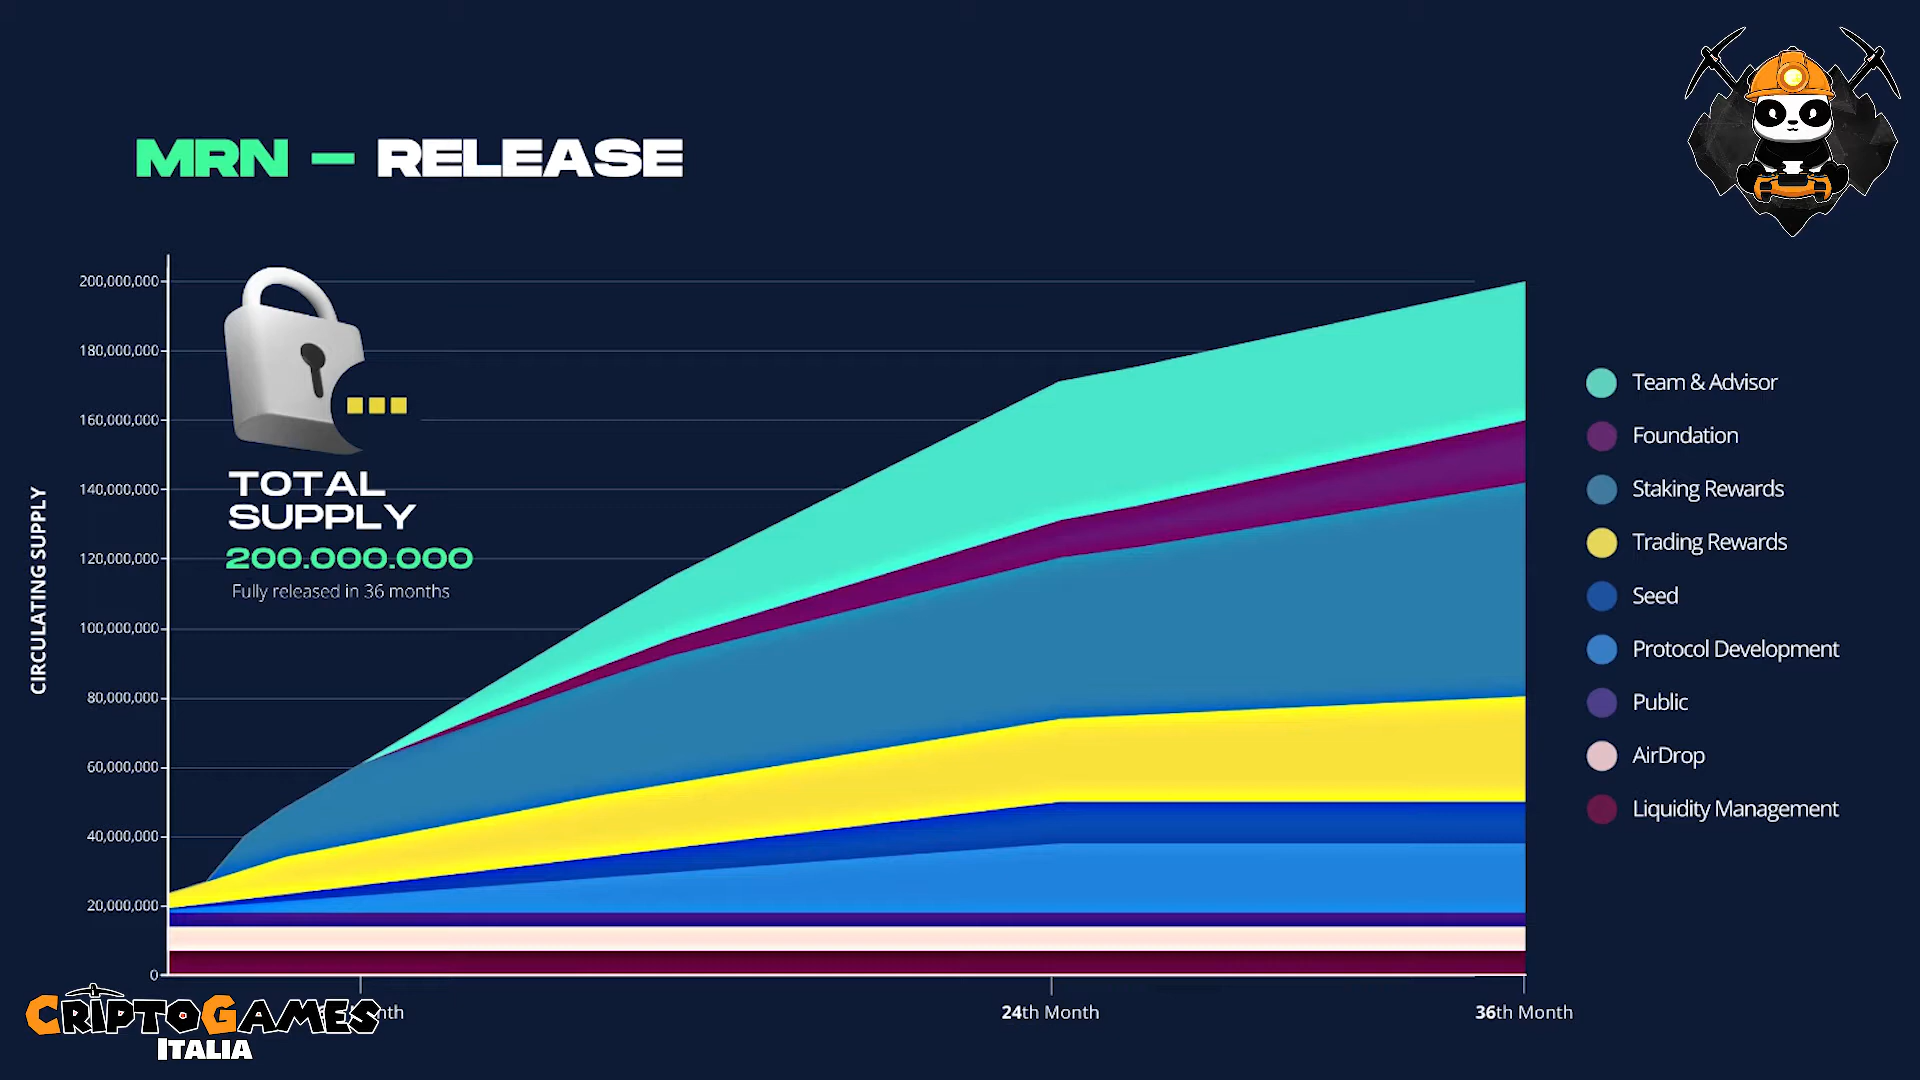 MRN – RELEASE
200,000,000
180,000,000
160,000,000
140,000,000
120,000,000
100,000,000
80,000,000
60,000,000
40,000,000
20,000,000
0
CIRCULATING SUPPLY
TOTAL
SUPPLY
200.000.000
Fully released in 36 months
24th Month
36th Month
Team & Advisor
Foundation
Staking Rewards
Trading Rewards
Seed
Protocol Development
Public
AirDrop
Liquidity Management
CRIPTOGAMES
ITALIA